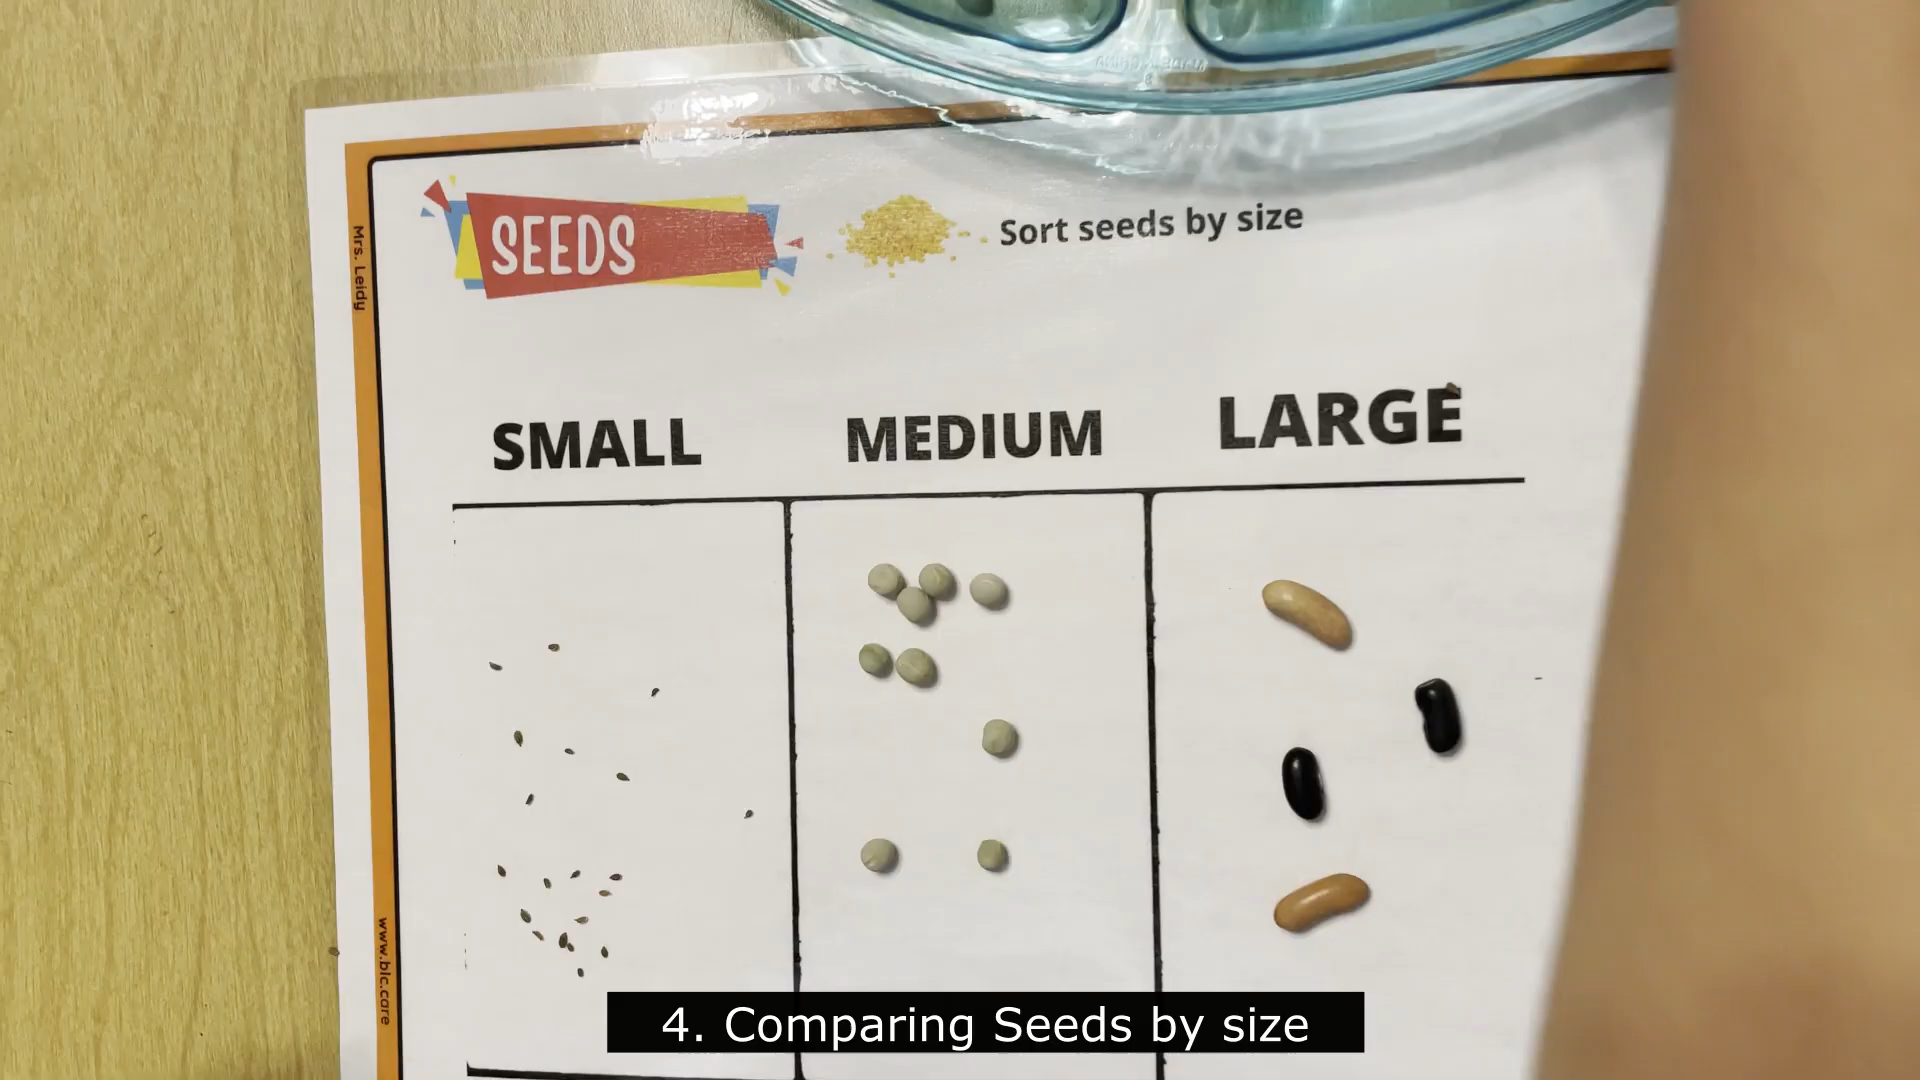 SEEDS
Sort seeds by size
Mrs. Leidy
SMALL
MEDIUM
LARGE
www.blc.care
4. Comparing Seeds by size